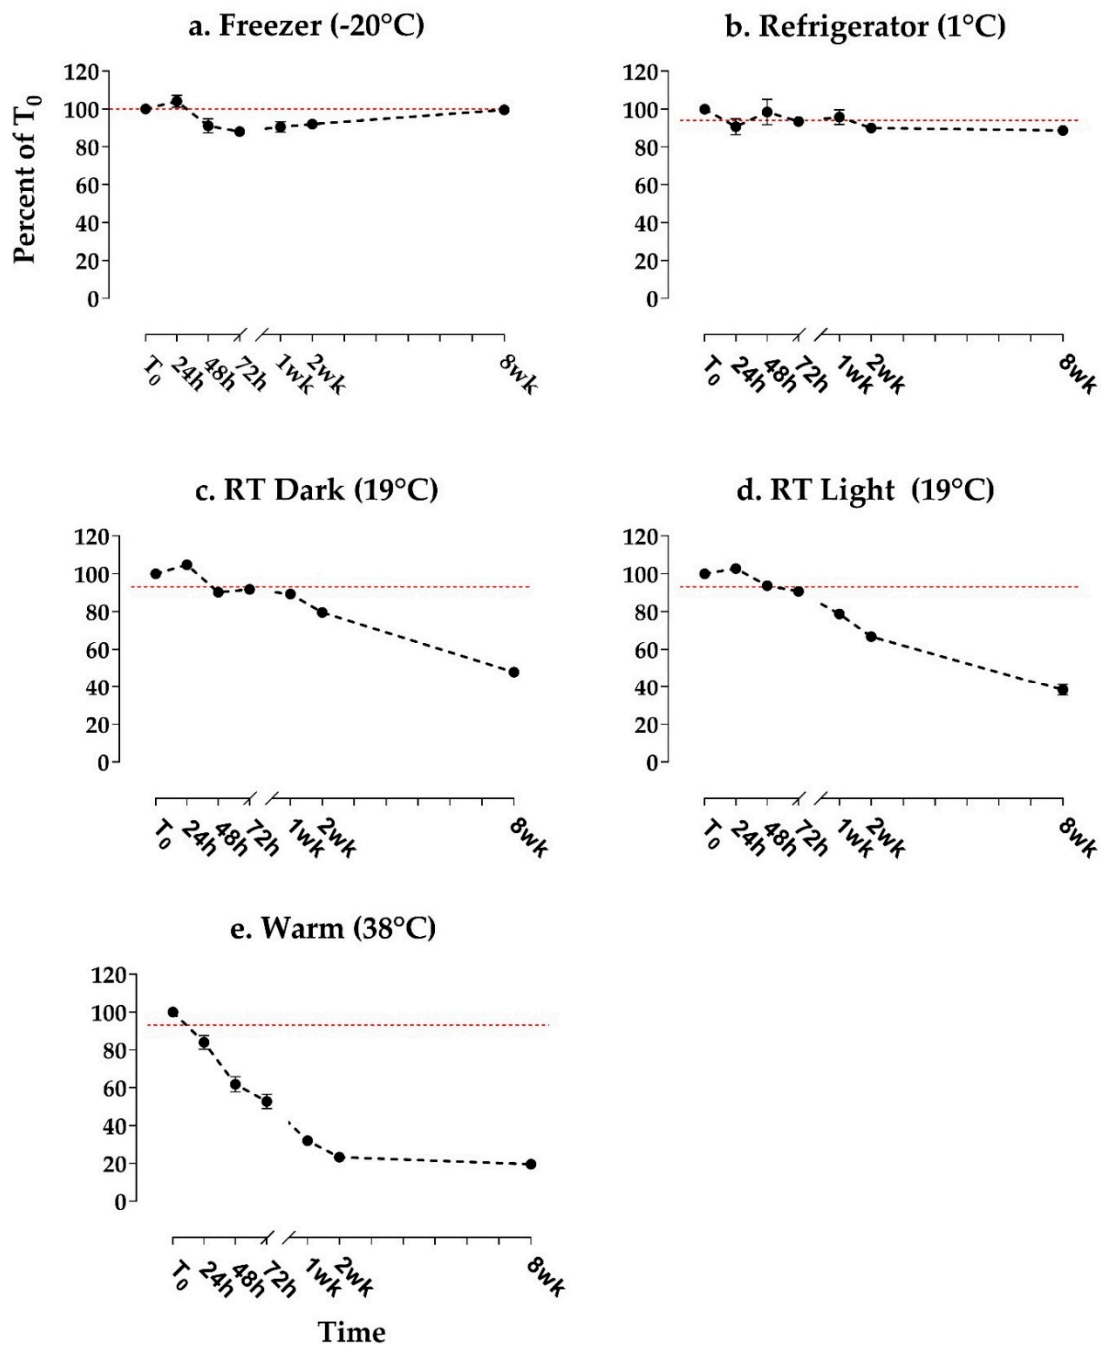 a. Freezer (-20°C)
Percent of T0
120
100
80
60
40
20
0
T0 24h 48h 72h 1wk 2wk 8wk
b. Refrigerator (1°C)
120
100
80
60
40
20
0
T0 24h 48h 72h 1wk 2wk 8wk
c. RT Dark (19°C)
120
100
80
60
40
20
0
T0 24h 48h 72h 1wk 2wk 8wk
d. RT Light (19°C)
120
100
80
60
40
20
0
T0 24h 48h 72h 1wk 2wk 8wk
e. Warm (38°C)
120
100
80
60
40
20
0
T0 24h 48h 72h 1wk 2wk 8wk
Time